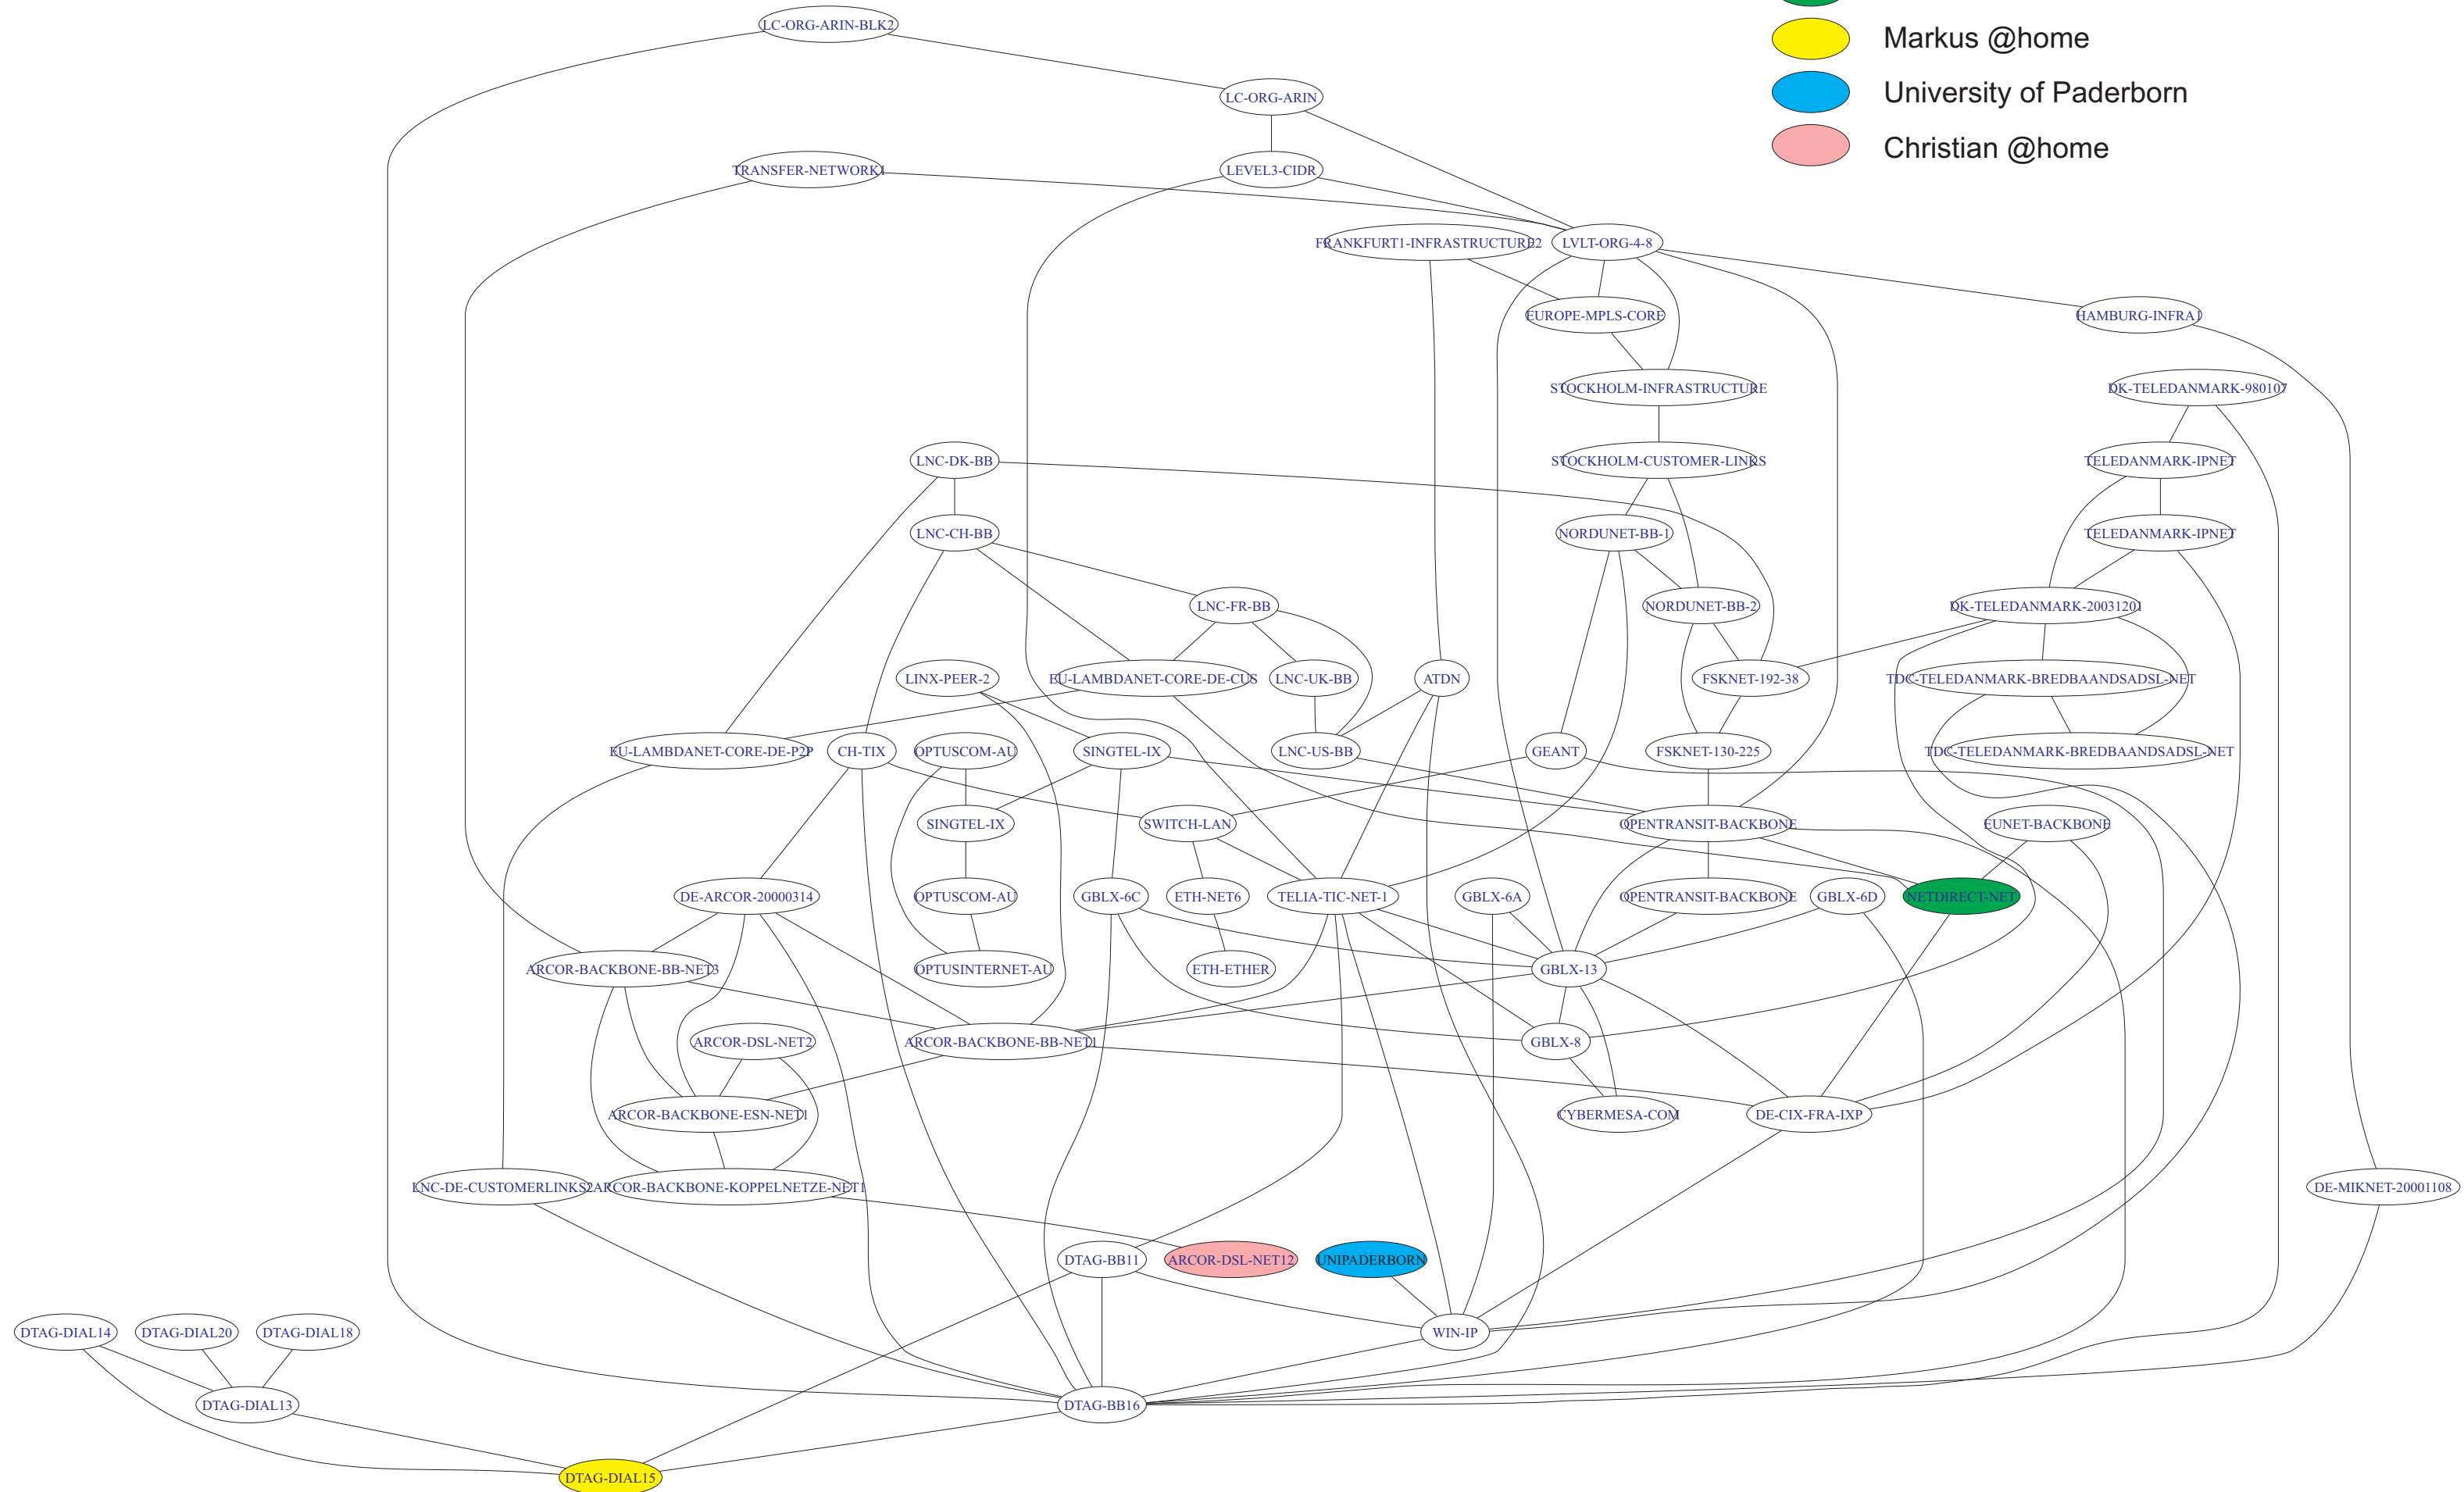 LC-ORG-ARIN-BLK2
Markus @home
University of Paderborn
LC-ORG-ARIN
Christian @home
TRANSFER-NETWORK1
LEVEL3-CIDR
FRANKFURT1-INFRASTRUCTURE2
LVLT-ORG-4-8
EUROPE-MPLS-CORE
HAMBURG-INFRA1
STOCKHOLM-INFRASTRUCTURE
DK-TELEDANMARK-980107
LNC-DK-BB
STOCKHOLM-CUSTOMER-LINKS
TELEDANMARK-IPNET
LNC-CH-BB
NORDUNET-BB-1
TELEDANMARK-IPNET
LNC-FR-BB
NORDUNET-BB-2
DK-TELEDANMARK-20031201
LINX-PEER-2
EU-LAMBDANET-CORE-DE-CUS
LNC-UK-BB
ATDN
FSKNET-192-38
TDC-TELEDANMARK-BREDBAANDSADSL-NET
EU-LAMBDANET-CORE-DE-P2P
CH-TIX
OPTUSCOM-AU
SINGTEL-IX
LNC-US-BB
GEANT
FSKNET-130-225
TDC-TELEDANMARK-BREDBAANDSADSL-NET
SINGTEL-IX
SWITCH-LAN
OPENTRANSIT-BACKBONE
EUNET-BACKBONE
DE-ARCOR-20000314
OPTUSCOM-AU
GBLX-6C
ETH-NET6
TELIA-TIC-NET-1
GBLX-6A
OPENTRANSIT-BACKBONE
GBLX-6D
NETDIRECT-NET
ARCOR-BACKBONE-BB-NET3
OPTUSINTERNET-AU
ETH-ETHER
GBLX-13
ARCOR-DSL-NET2
ARCOR-BACKBONE-BB-NET1
GBLX-8
ARCOR-BACKBONE-ESN-NET1
CYBERMESA-COM
DE-CIX-FRA-IXP
LNC-DE-CUSTOMERLINKS2
ARCOR-BACKBONE-KOPPELNETZE-NET1
DE-MIKNET-20001108
DTAG-BB11
ARCOR-DSL-NET12
UNIPADERBORN
DTAG-DIAL14
DTAG-DIAL20
DTAG-DIAL18
WIN-IP
DTAG-DIAL13
DTAG-BB16
DTAG-DIAL15